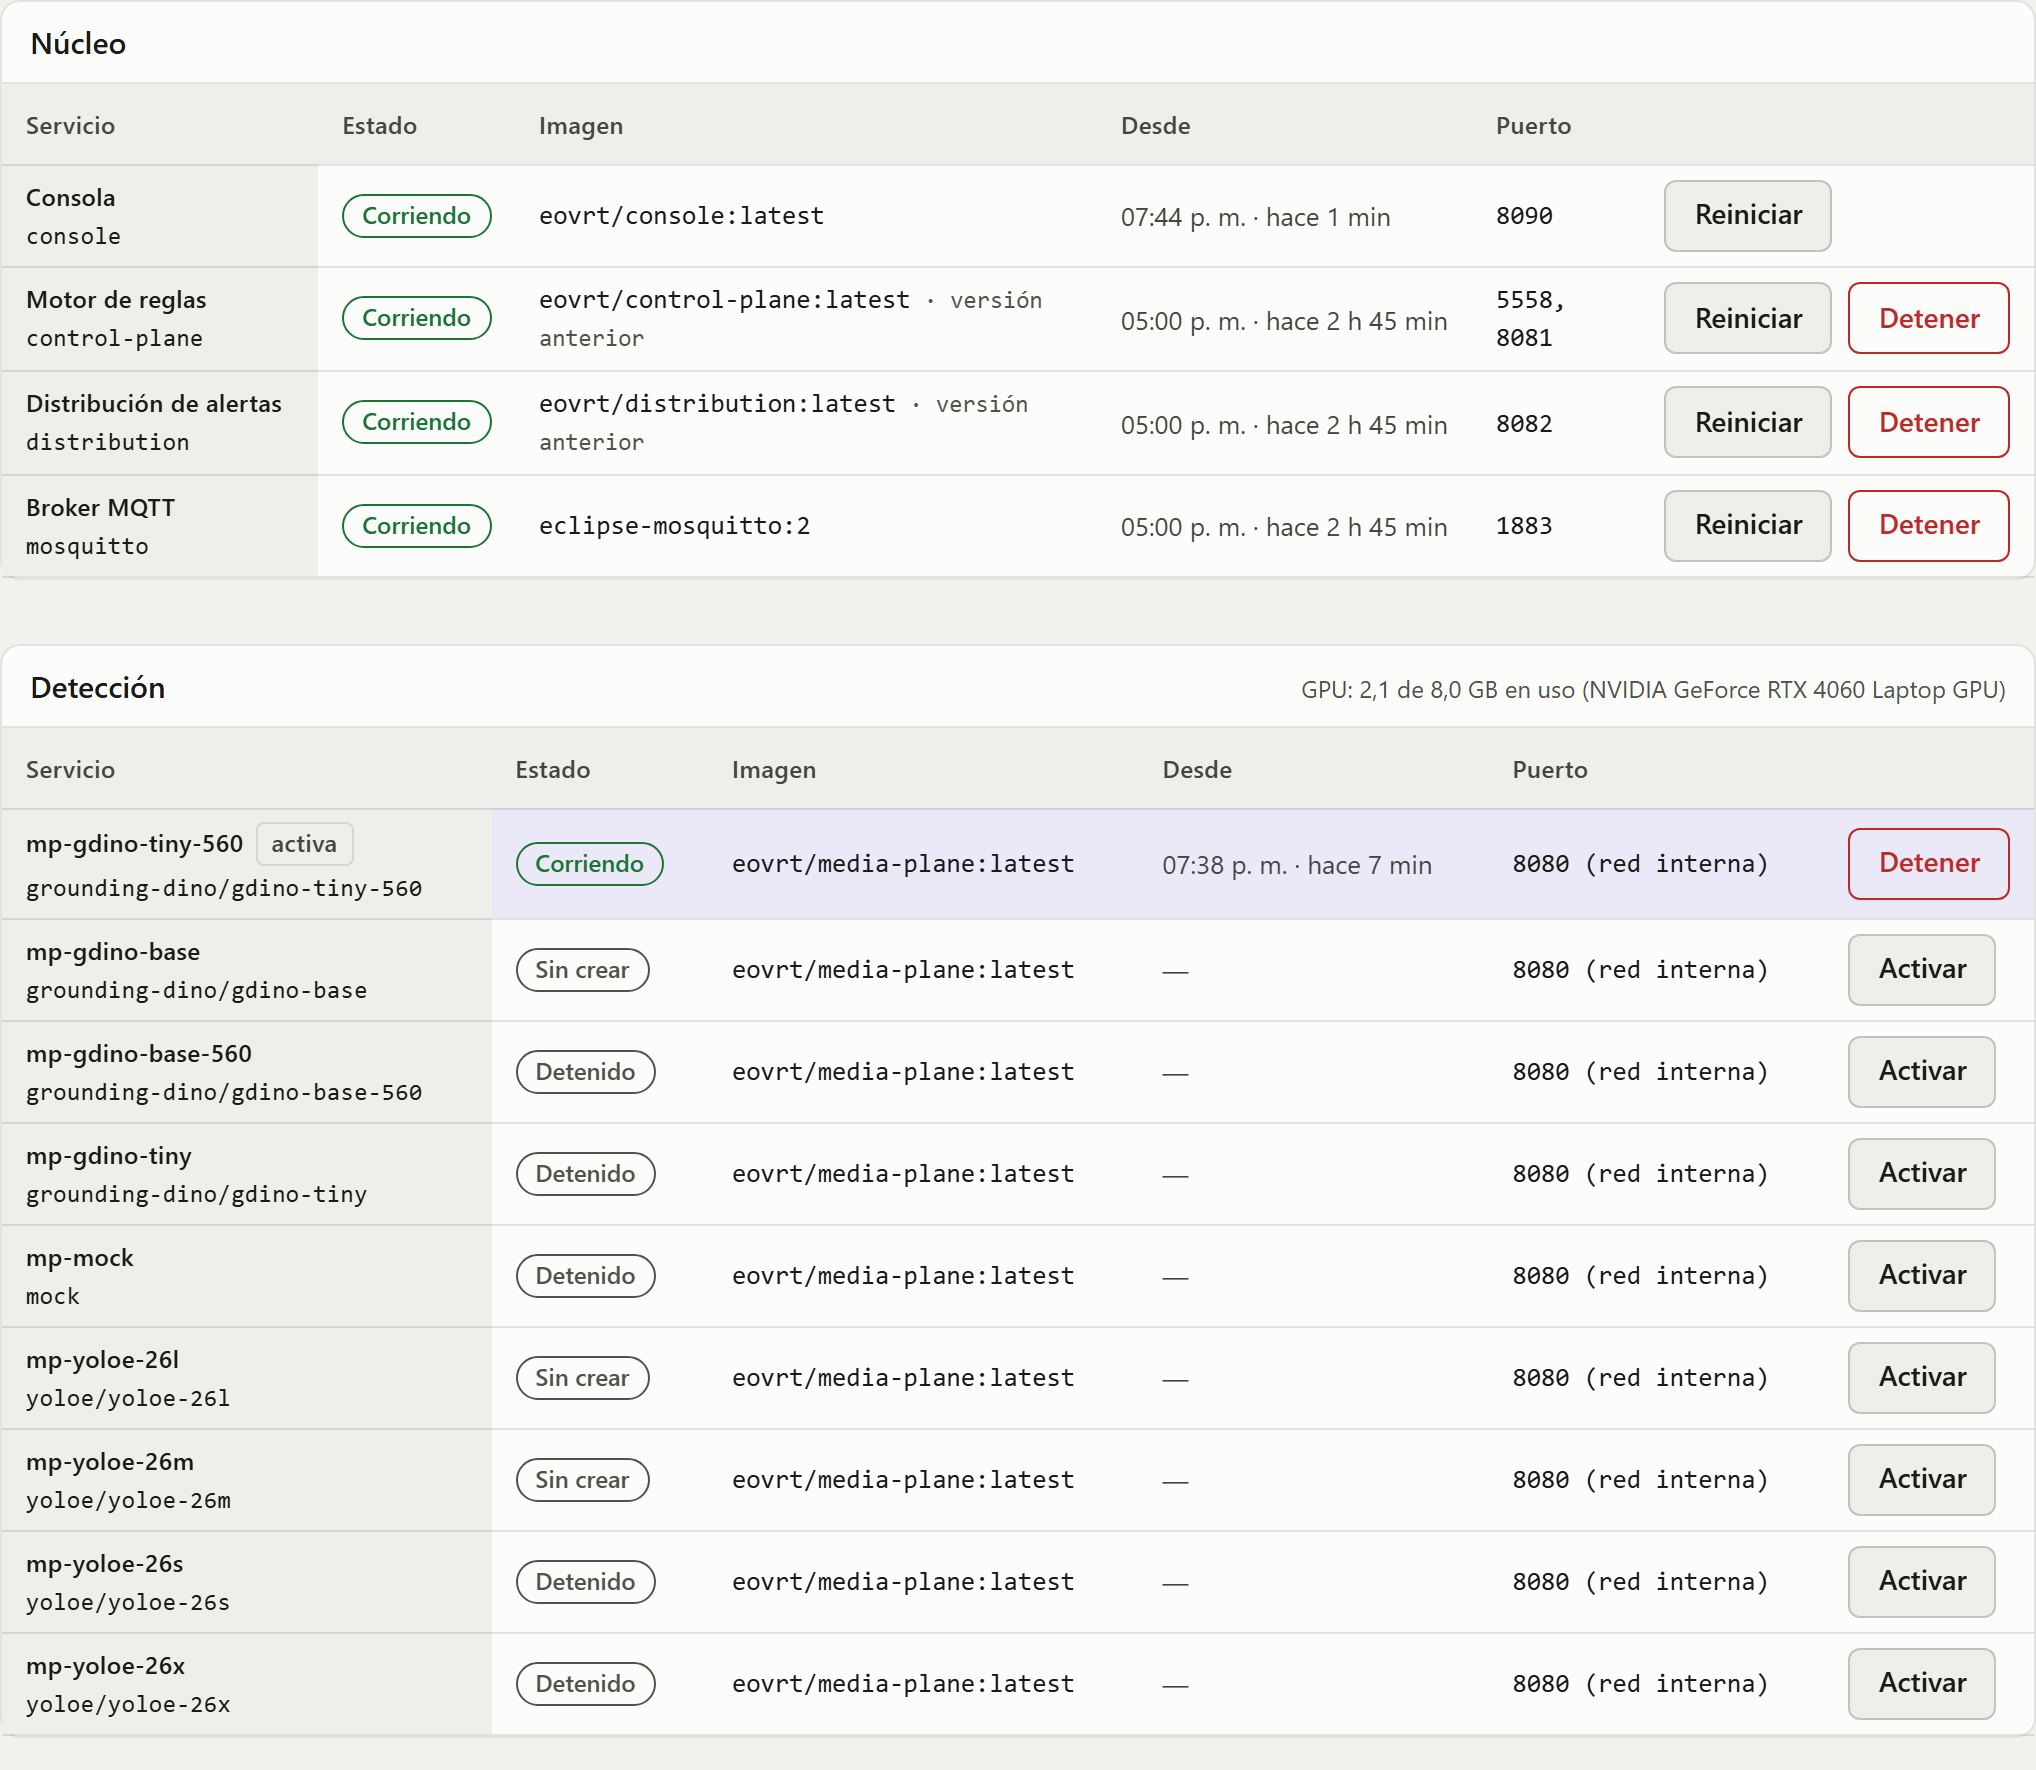 Núcleo
Servicio Estado Imagen Desde Puerto
Consola
console
Corriendo eovrt/console:latest 07:44 p. m. · hace 1 min 8090 Reiniciar
Motor de reglas
control-plane
Corriendo eovrt/control-plane:latest · versión
anterior
05:00 p. m. · hace 2 h 45 min 5558,
8081
Reiniciar Detener
Distribución de alertas
distribution
Corriendo eovrt/distribution:latest · versión
anterior
05:00 p. m. · hace 2 h 45 min 8082 Reiniciar Detener
Broker MQTT
mosquitto
Corriendo eclipse-mosquitto:2 05:00 p. m. · hace 2 h 45 min 1883 Reiniciar Detener
Detección GPU: 2,1 de 8,0 GB en uso (NVIDIA GeForce RTX 4060 Laptop GPU)
Servicio Estado Imagen Desde Puerto
mp-gdino-tiny-560 activa
grounding-dino/gdino-tiny-560
Corriendo eovrt/media-plane:latest 07:38 p. m. · hace 7 min 8080 (red interna) Detener
mp-gdino-base
grounding-dino/gdino-base
Sin crear eovrt/media-plane:latest — 8080 (red interna) Activar
mp-gdino-base-560
grounding-dino/gdino-base-560
Detenido eovrt/media-plane:latest — 8080 (red interna) Activar
mp-gdino-tiny
grounding-dino/gdino-tiny
Detenido eovrt/media-plane:latest — 8080 (red interna) Activar
mp-mock
mock
Detenido eovrt/media-plane:latest — 8080 (red interna) Activar
mp-yoloe-26l
yoloe/yoloe-26l
Sin crear eovrt/media-plane:latest — 8080 (red interna) Activar
mp-yoloe-26m
yoloe/yoloe-26m
Sin crear eovrt/media-plane:latest — 8080 (red interna) Activar
mp-yoloe-26s
yoloe/yoloe-26s
Detenido eovrt/media-plane:latest — 8080 (red interna) Activar
mp-yoloe-26x
yoloe/yoloe-26x
Detenido eovrt/media-plane:latest — 8080 (red interna) Activar